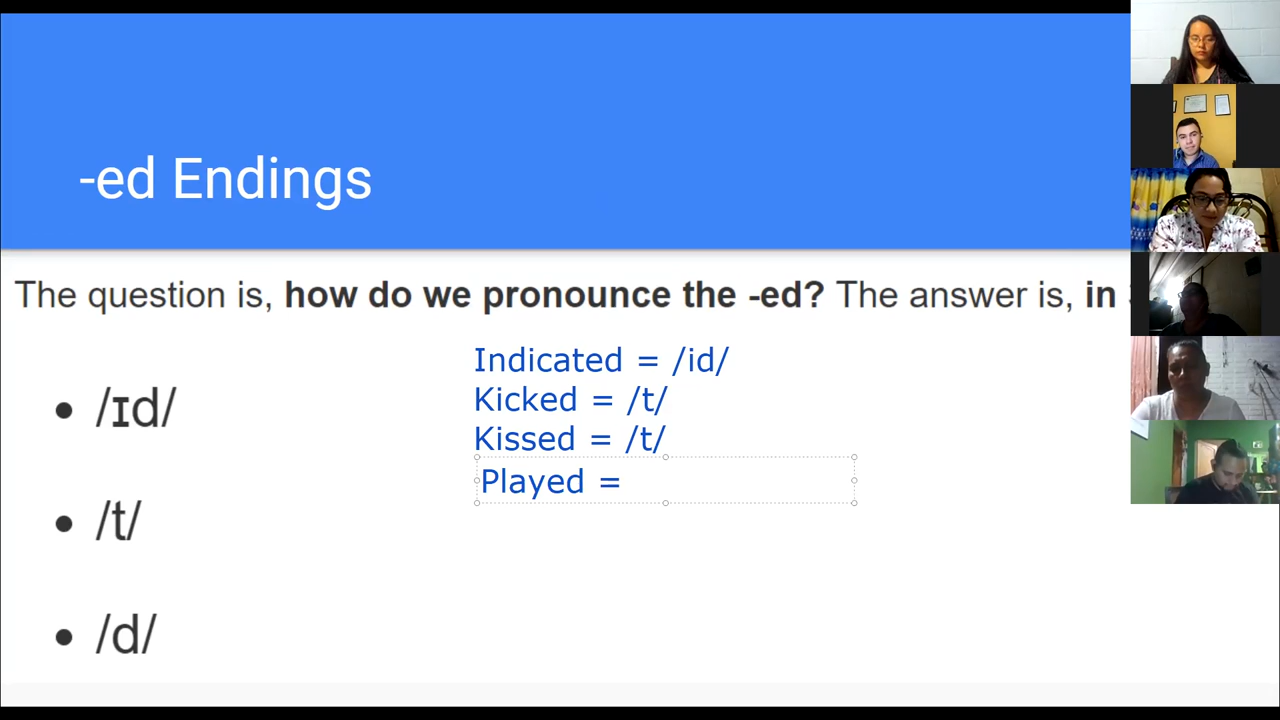 -ed Endings
The question is, how do we pronounce the -ed? The answer is, in
Indicated = /id/
Kicked = /t/
Kissed = /t/
Played =
• /ɪd/
• /t/
• /d/